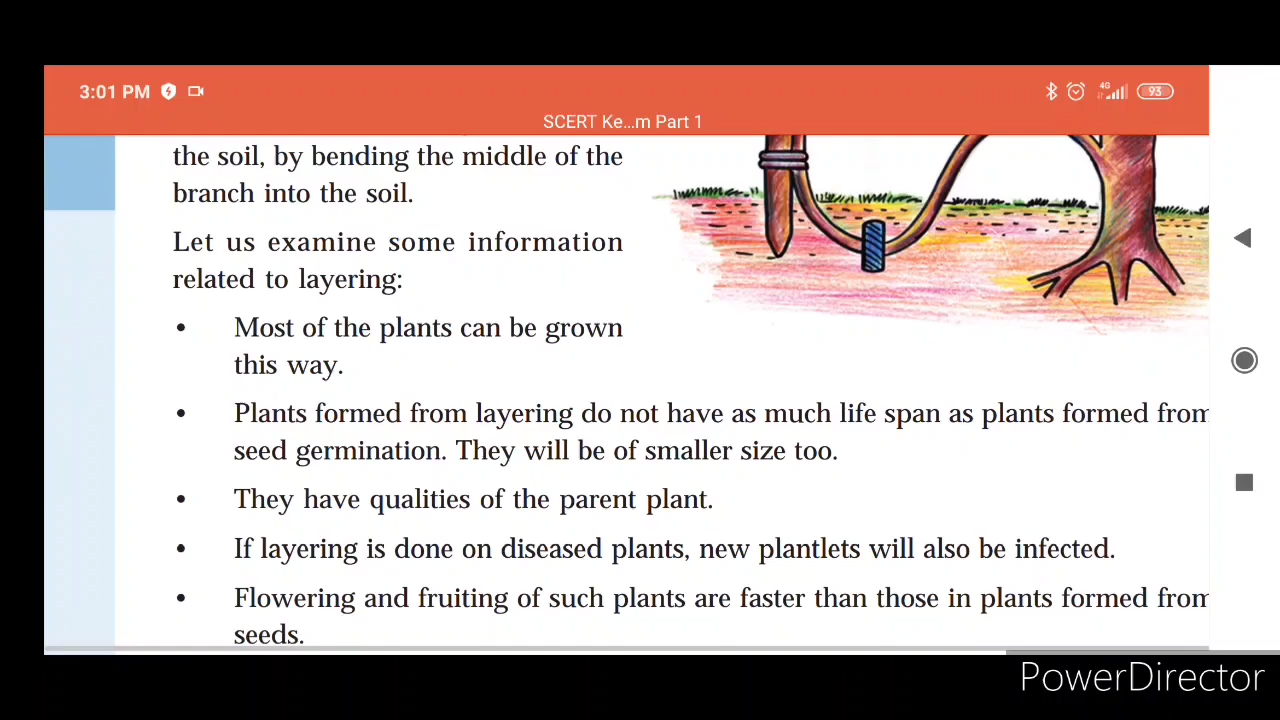 3:01 PM
4G
93
SCERT Ke...m Part 1
the soil, by bending the middle of the
branch into the soil.
Let us examine some information
related to layering:
• Most of the plants can be grown
this way.
• Plants formed from layering do not have as much life span as plants formed from
seed germination. They will be of smaller size too.
• They have qualities of the parent plant.
• If layering is done on diseased plants, new plantlets will also be infected.
• Flowering and fruiting of such plants are faster than those in plants formed from
seeds.
PowerDirector